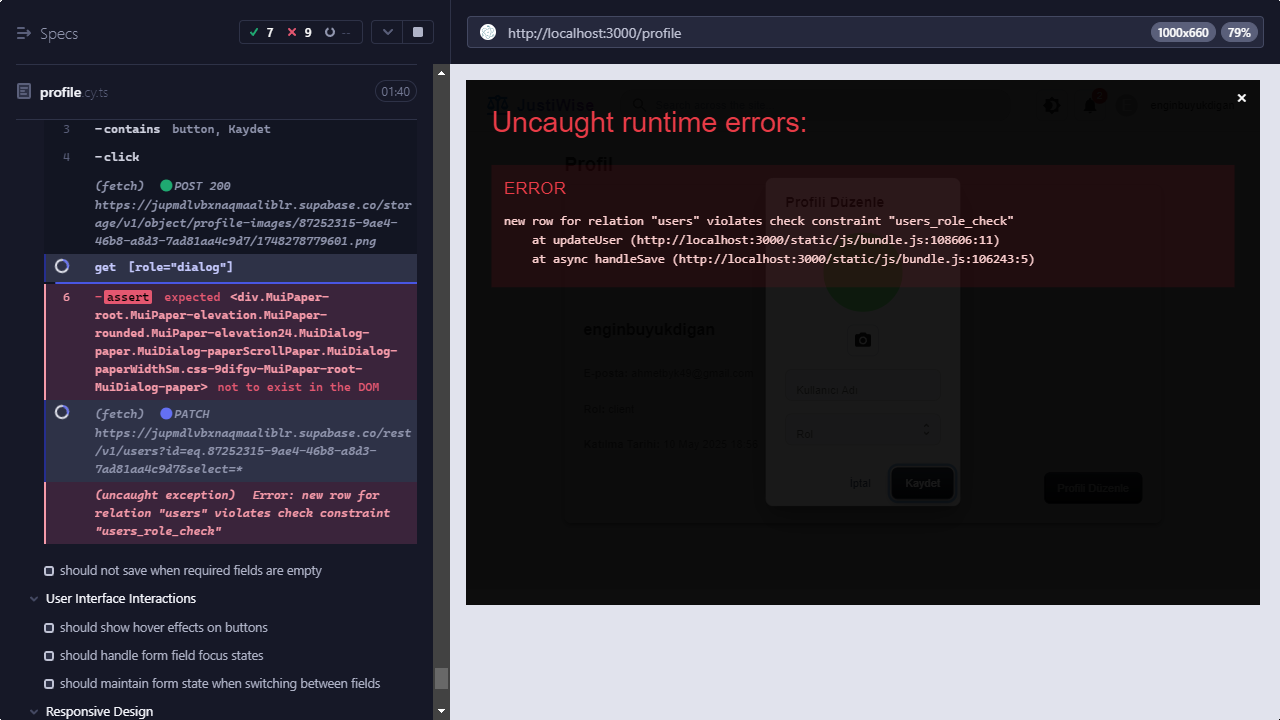 Specs
7
9
--
http://localhost:3000/profile
1000x660
79%
profile.cy.ts
01:40
3 -contains button, Kaydet
4 -click
(fetch) POST 200
https://jupmdlvbxnaqmaaliblr.supabase.co/stor
age/v1/object/profile-images/87252315-9ae4-
46b8-a8d3-7ad81aa4c9d7/1748278779601.png
get [role="dialog"]
6 -assert expected <div.MuiPaper-
root.MuiPaper-elevation.MuiPaper-
rounded.MuiPaper-elevation24.MuiDialog-
paper.MuiDialog-paperScrollPaper.MuiDialog-
paperWidthSm.css-9difgv-MuiPaper-root-
MuiDialog-paper> not to exist in the DOM
(fetch) PATCH
https://jupmdlvbxnaqmaaliblr.supabase.co/rest
/v1/users?id=eq.87252315-9ae4-46b8-a8d3-
7ad81aa4c9d7&select=*
(uncaught exception) Error: new row for
relation "users" violates check constraint
"users_role_check"
should not save when required fields are empty
User Interface Interactions
should show hover effects on buttons
should handle form field focus states
should maintain form state when switching between fields
Responsive Design
JustiWise
enginbuyukdigan
Uncaught runtime errors:
Profil
ERROR
Profili Düzenle
new row for relation "users" violates check constraint "users_role_check"
at updateUser (http://localhost:3000/static/js/bundle.js:108606:11)
at async handleSave (http://localhost:3000/static/js/bundle.js:106243:5)
enginbuyukdigan
Kullanıcı Adı
Rol
İptal
Kaydet
Profili Düzenle